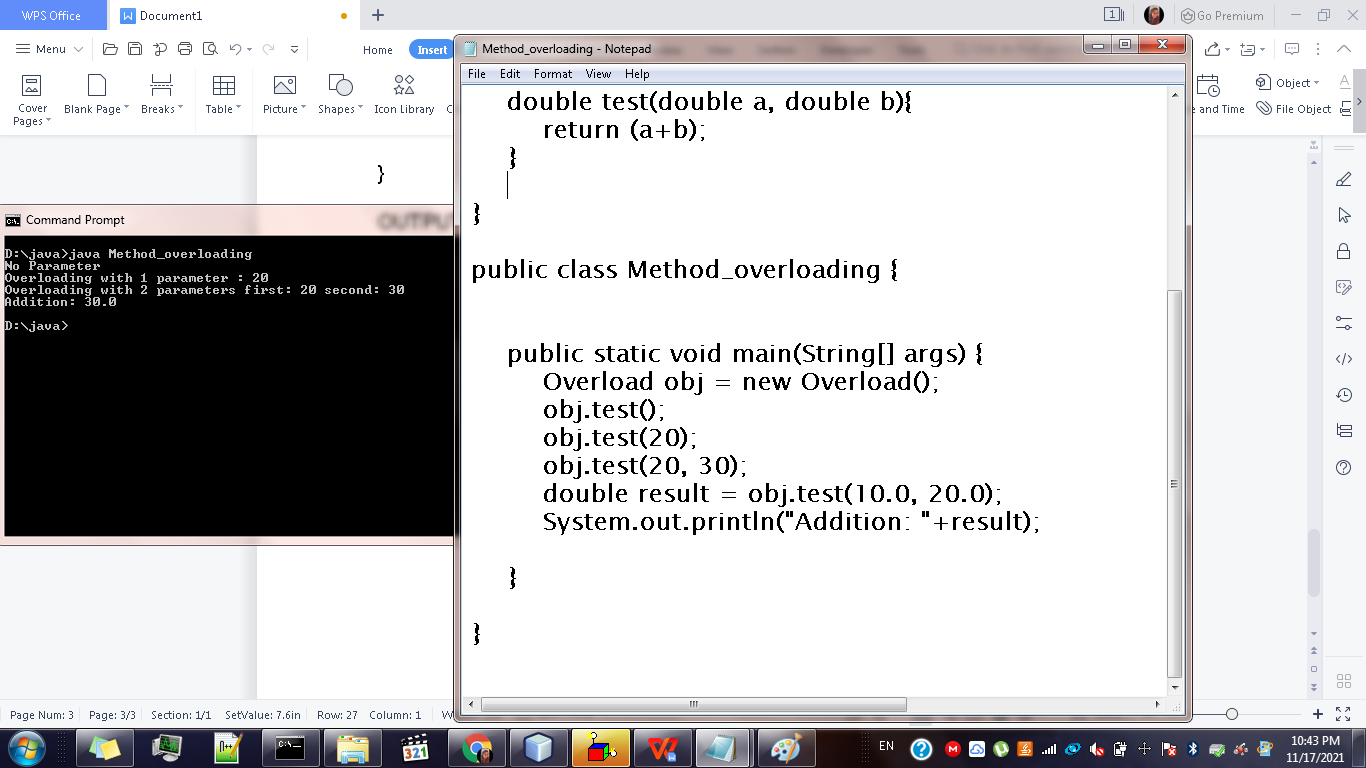 WPS Office
Document1
1
Go Premium
Menu
Home
Insert
Cover Pages
Blank Page
Breaks
Table
Picture
Shapes
Icon Library
Object
File Object
e and Time
}
OUTPU
Method_overloading - Notepad
File Edit Format View Help
double test(double a, double b){
return (a+b);
}
}
public class Method_overloading {
public static void main(String[] args) {
Overload obj = new Overload();
obj.test();
obj.test(20);
obj.test(20, 30);
double result = obj.test(10.0, 20.0);
System.out.println("Addition: "+result);
}
}
Command Prompt
D:\java>java Method_overloading
No Parameter
Overloading with 1 parameter : 20
Overloading with 2 parameters first: 20 second: 30
Addition: 30.0
D:\java>
Page Num: 3 Page: 3/3 Section: 1/1 SetValue: 7.6in Row: 27 Column: 1
321
EN
10:43 PM
11/17/2021